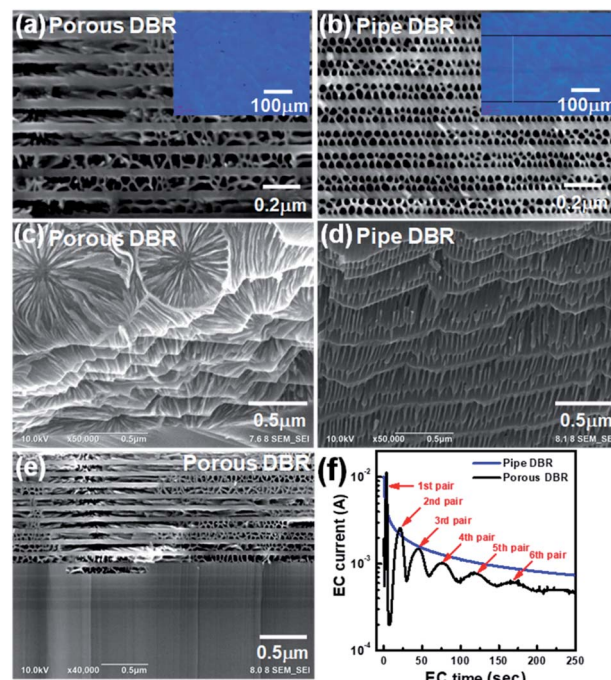 (a) Porous DBR
100μm
0.2μm
(b) Pipe DBR
100μm
0.2μm
(c) Porous DBR
0.5μm
10.0kV x50,000 0.5μm 7.6 8 SEM_SEI
(d) Pipe DBR
0.5μm
10.0kV x50,000 0.5μm 8.1 8 SEM_SEI
(e) Porous DBR
0.5μm
10.0kV x40,000 0.5μm 8.0 8 SEM_SEI
(f)
Pipe DBR
Porous DBR
1st pair
2nd pair
3rd pair
4th pair
5th pair
6th pair
EC current (A)
10-2
10-3
10-4
0 50 100 150 200 250
EC time (sec)